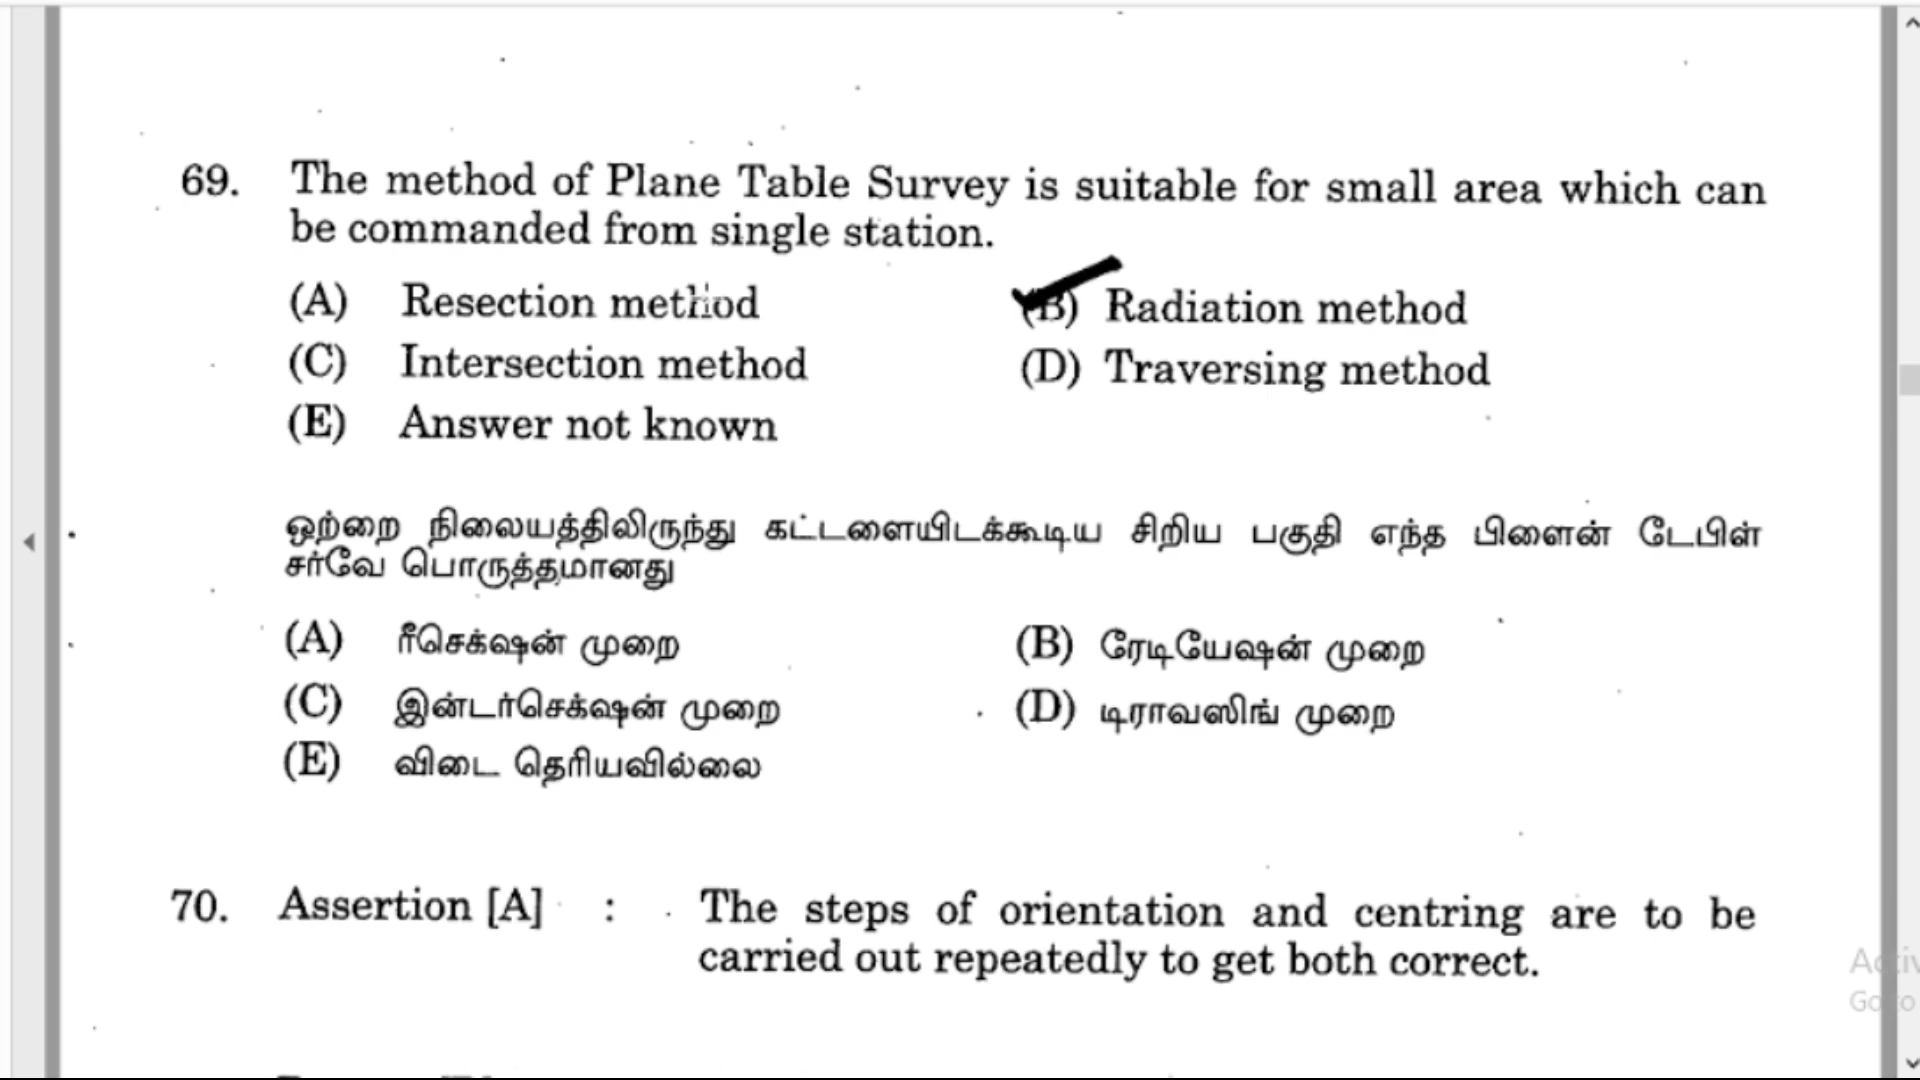 69. The method of Plane Table Survey is suitable for small area which can
be commanded from single station.
(A) Resection method (B) Radiation method
(C) Intersection method (D) Traversing method
(E) Answer not known
ஒற்றை நிலையத்திலிருந்து கட்டளையிடக்கூடிய சிறிய பகுதி எந்த பிளைன் டேபிள்
சர்வே பொருத்தமானது
(A) ரீசெக்ஷன் முறை (B) ரேடியேஷன் முறை
(C) இன்டர்செக்ஷன் முறை (D) டிராவஸிங் முறை
(E) விடை தெரியவில்லை
70. Assertion [A] : The steps of orientation and centring are to be
carried out repeatedly to get both correct.